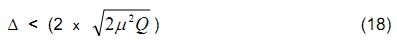 Δ < (2 x √2μ²Q ) (18)